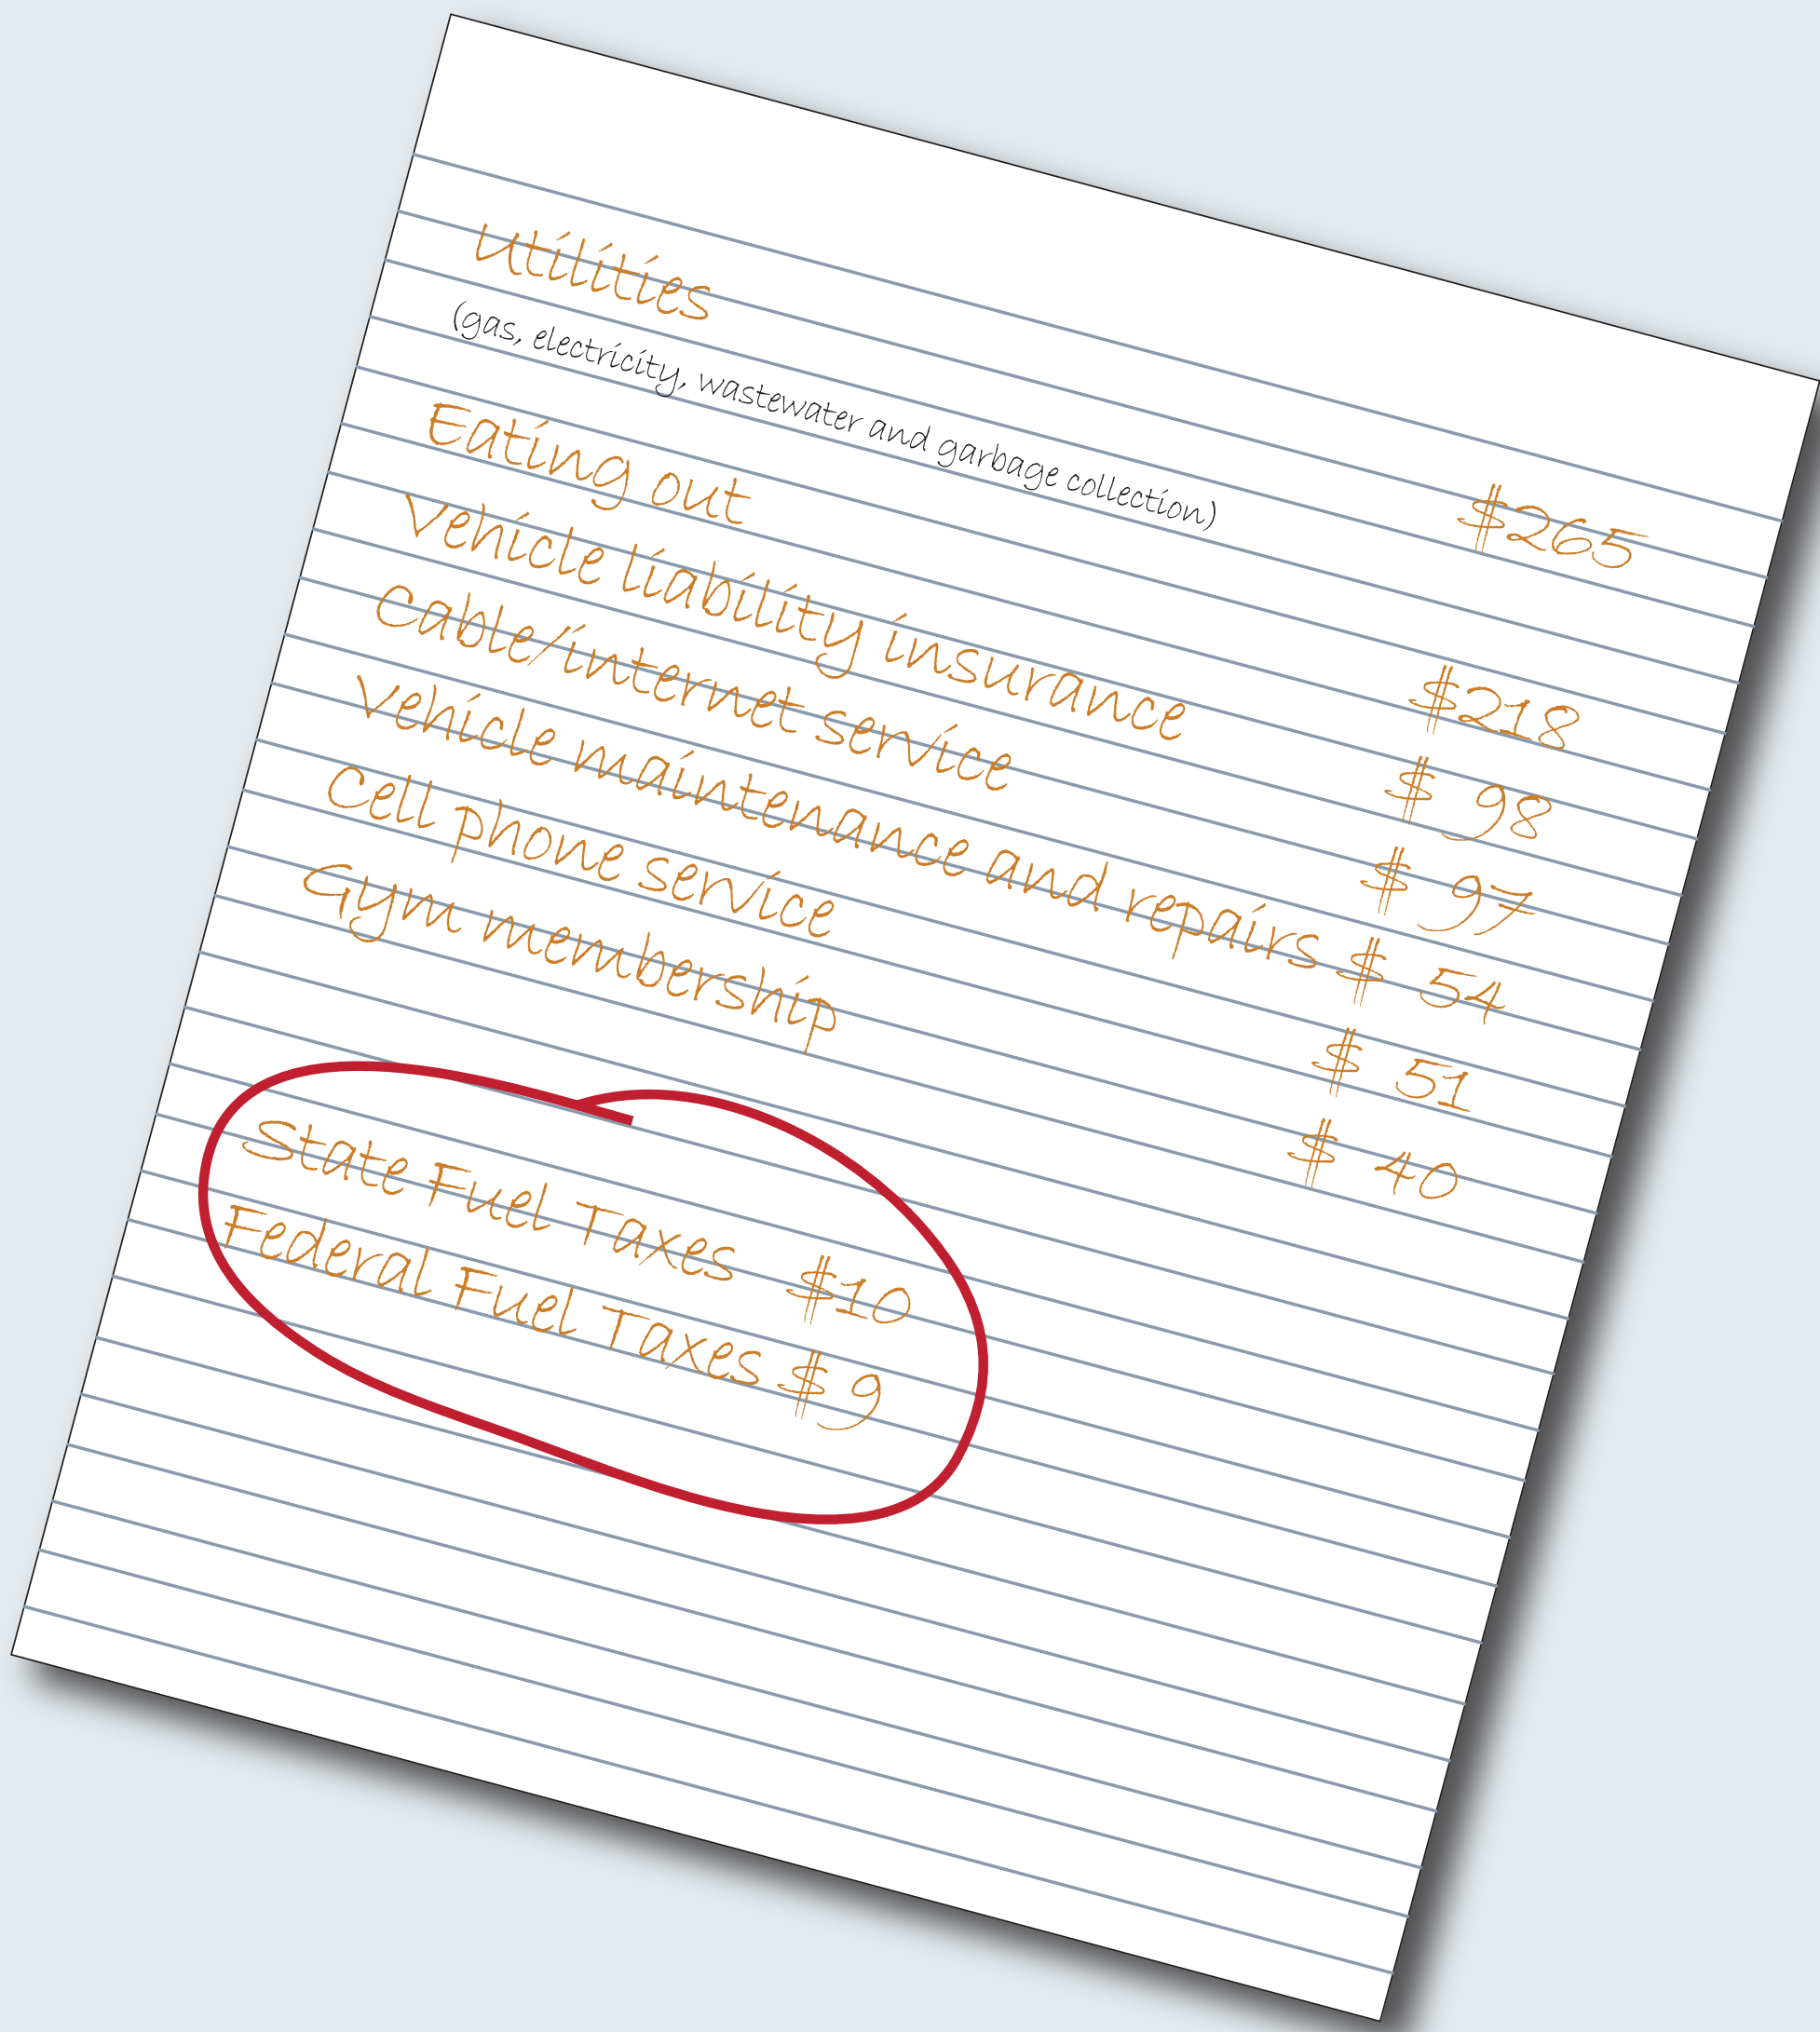 Utilities $265
(gas, electricity, wastewater and garbage collection)
Eating out $218
Vehicle liability insurance $ 98
Cable/internet service $ 97
Vehicle maintenance and repairs $ 54
Cell phone service $ 51
Gym membership $ 40
State Fuel Taxes $10
Federal Fuel Taxes $ 9